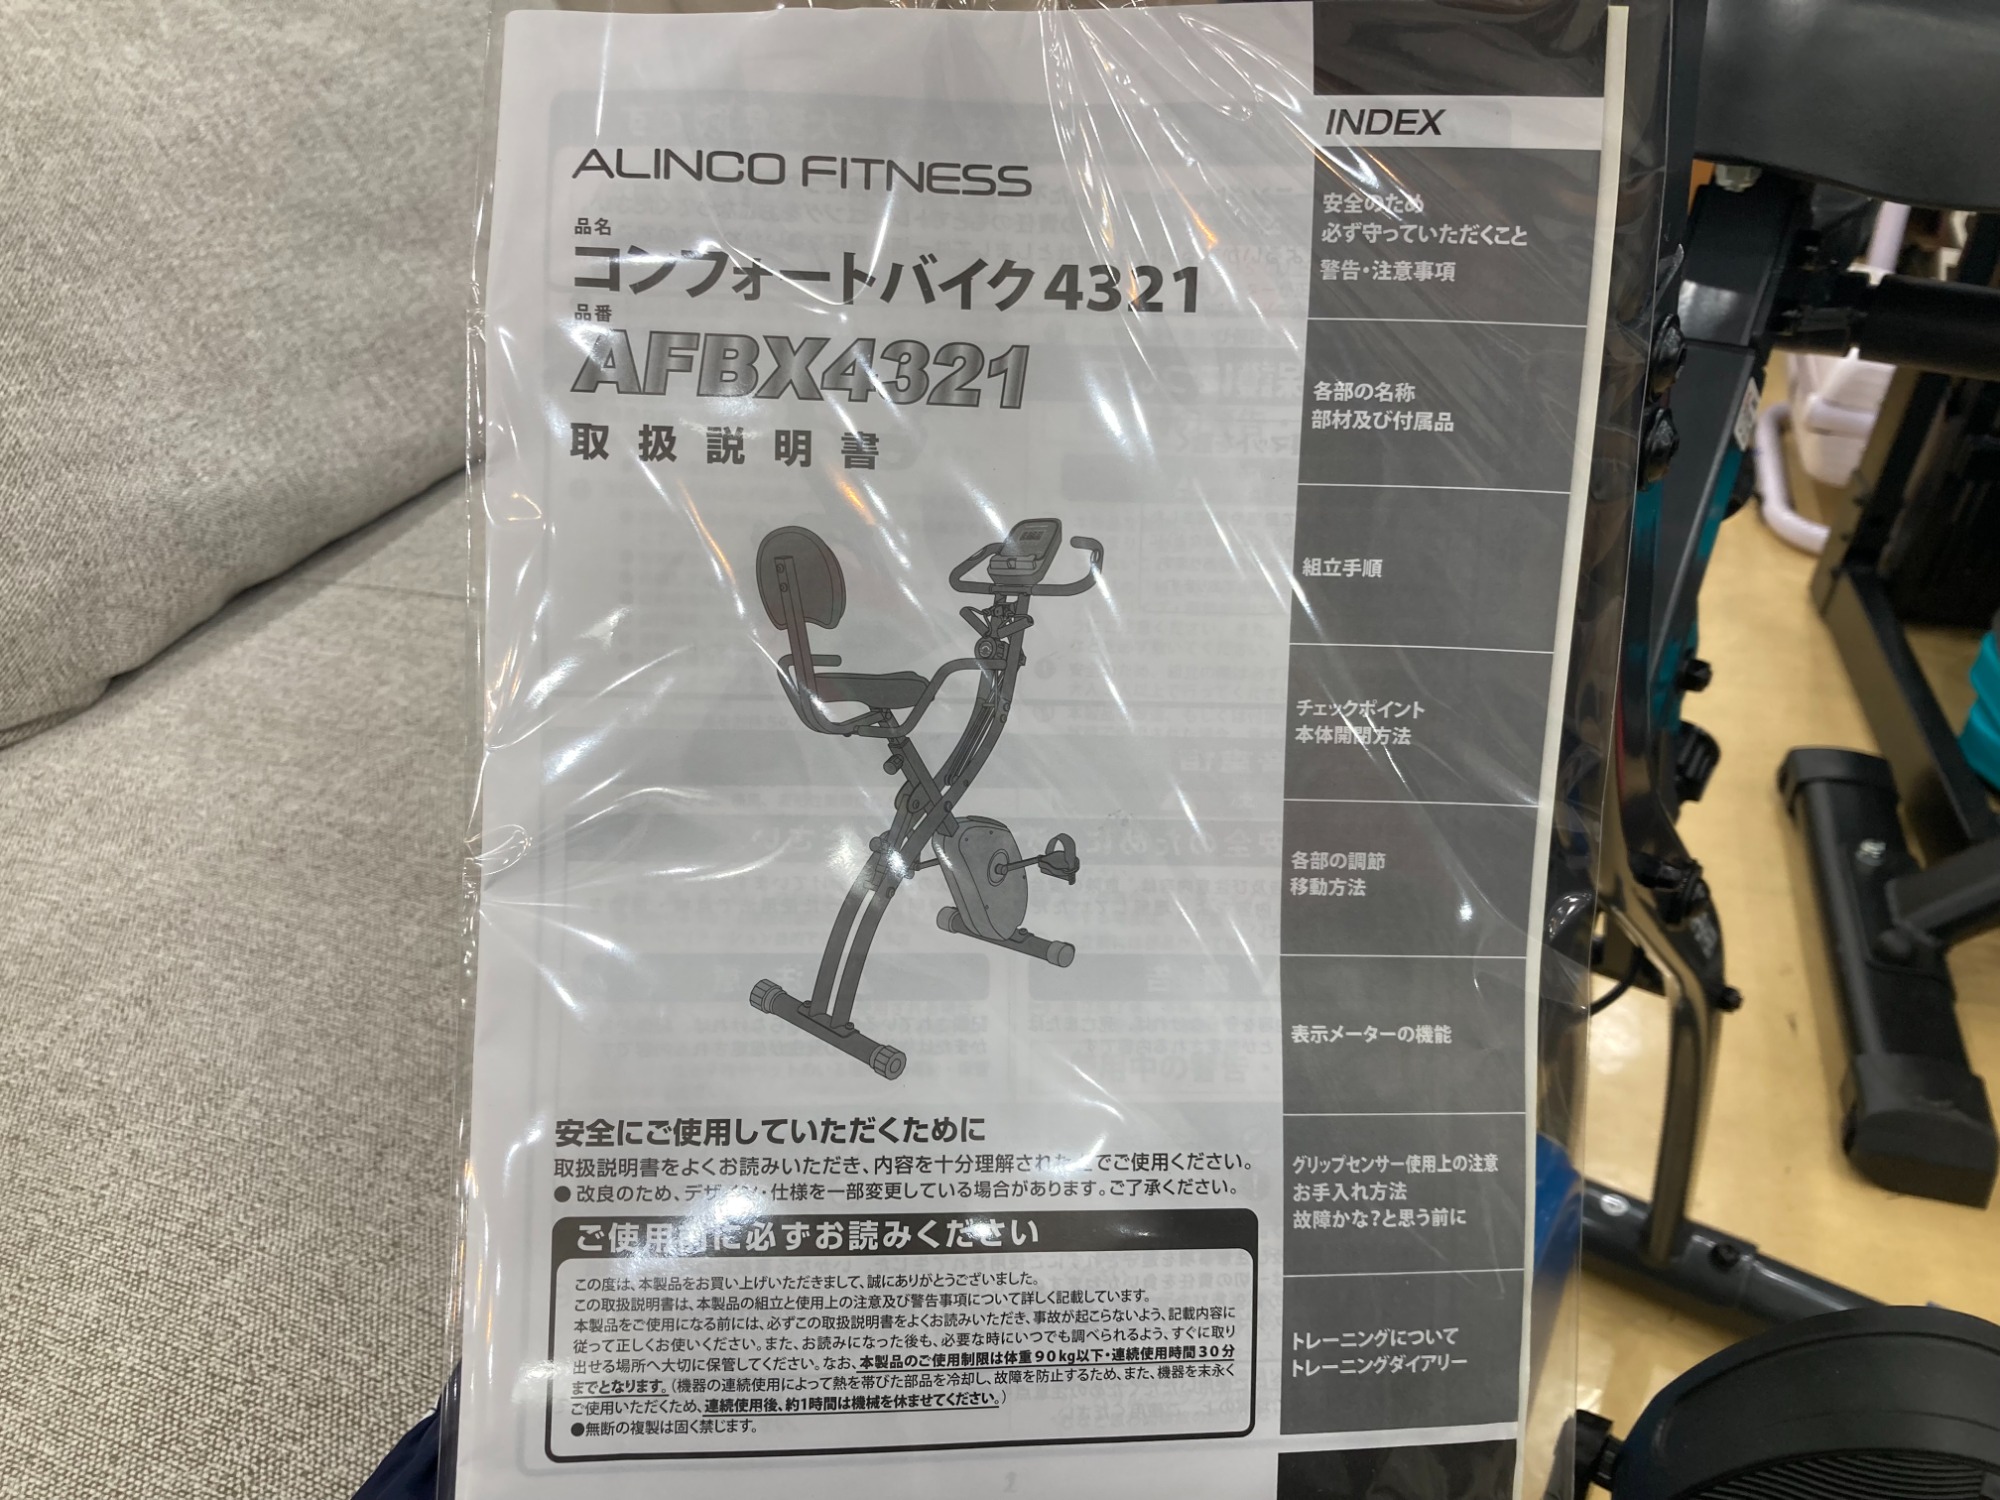 ALINCO FITNESS
品名
コンフォートバイク4321
品番
AFBX4321
取扱説明書
安全にご使用していただくために
取扱説明書をよくお読みいただき、内容を十分理解された上でご使用ください。
●改良のため、デザイン・仕様を一部変更している場合があります。ご了承ください。
ご使用前に必ずお読みください
この度は、本製品をお買い上げいただきまして、誠にありがとうございました。
この取扱説明書は、本製品の組立と使用上の注意及び警告事項について詳しく記載しています。
本製品をご使用になる前には、必ずこの取扱説明書をよくお読みいただき、事故が起こらないよう、記載内容に
従って正しくお使いください。また、お読みになった後も、必要な時にいつでも調べられるよう、すぐに取り
出せる場所へ大切に保管してください。なお、本製品のご使用制限は体重90kg以下・連続使用時間30分
までとなります。(機器の連続使用によって熱を帯びた部品を冷却し、故障を防止するため、また、機器を末永く
ご使用いただくため、連続使用後、約1時間は機械を休ませてください。)
●無断の複製は固く禁じます。
INDEX
安全のため
必ず守っていただくこと
警告・注意事項
各部の名称
部材及び付属品
組立手順
チェックポイント
本体開閉方法
各部の調節
移動方法
表示メーターの機能
グリップセンサー使用上の注意
お手入れ方法
故障かな?と思う前に
トレーニングについて
トレーニングダイアリー